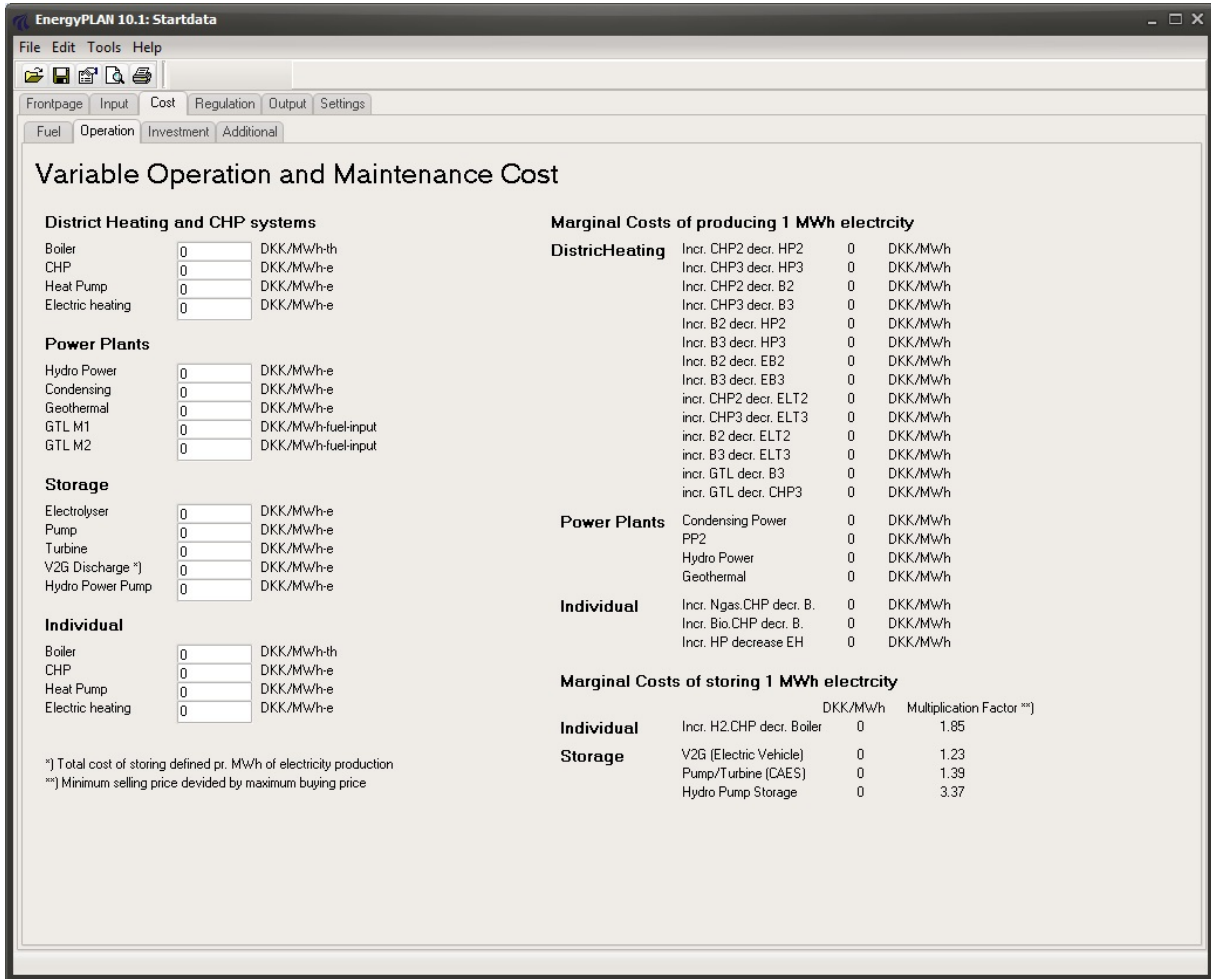 EnergyPLAN 10.1: Startdata
File Edit Tools Help
Frontpage Input Cost Regulation Output Settings
Fuel Operation Investment Additional
Variable Operation and Maintenance Cost
District Heating and CHP systems
Boiler 0 DKK/MWh-th
CHP 0 DKK/MWh-e
Heat Pump 0 DKK/MWh-e
Electric heating 0 DKK/MWh-e
Power Plants
Hydro Power 0 DKK/MWh-e
Condensing 0 DKK/MWh-e
Geothermal 0 DKK/MWh-e
GTL M1 0 DKK/MWh-fuel-input
GTL M2 0 DKK/MWh-fuel-input
Storage
Electrolyser 0 DKK/MWh-e
Pump 0 DKK/MWh-e
Turbine 0 DKK/MWh-e
V2G Discharge *) 0 DKK/MWh-e
Hydro Power Pump 0 DKK/MWh-e
Individual
Boiler 0 DKK/MWh-th
CHP 0 DKK/MWh-e
Heat Pump 0 DKK/MWh-e
Electric heating 0 DKK/MWh-e
*) Total cost of storing defined pr. MWh of electricity production
**) Minimum selling price devided by maximum buying price
Marginal Costs of producing 1 MWh electrcity
DistricHeating Incr. CHP2 decr. HP2 0 DKK/MWh
Incr. CHP3 decr. HP3 0 DKK/MWh
Incr. CHP2 decr. B2 0 DKK/MWh
Incr. CHP3 decr. B3 0 DKK/MWh
Incr. B2 decr. HP2 0 DKK/MWh
Incr. B3 decr. HP3 0 DKK/MWh
Incr. B2 decr. EB2 0 DKK/MWh
Incr. B3 decr. EB3 0 DKK/MWh
incr. CHP2 decr. ELT2 0 DKK/MWh
incr. CHP3 decr. ELT3 0 DKK/MWh
incr. B2 decr. ELT2 0 DKK/MWh
incr. B3 decr. ELT3 0 DKK/MWh
incr. GTL decr. B3 0 DKK/MWh
incr. GTL decr. CHP3 0 DKK/MWh
Power Plants Condensing Power 0 DKK/MWh
PP2 0 DKK/MWh
Hydro Power 0 DKK/MWh
Geothermal 0 DKK/MWh
Individual Incr. Ngas.CHP decr. B. 0 DKK/MWh
Incr. Bio.CHP decr. B. 0 DKK/MWh
Incr. HP decrease EH 0 DKK/MWh
Marginal Costs of storing 1 MWh electrcity
DKK/MWh Multiplication Factor **)
Individual Incr. H2.CHP decr. Boiler 0 1.85
Storage V2G (Electric Vehicle) 0 1.23
Pump/Turbine (CAES) 0 1.39
Hydro Pump Storage 0 3.37